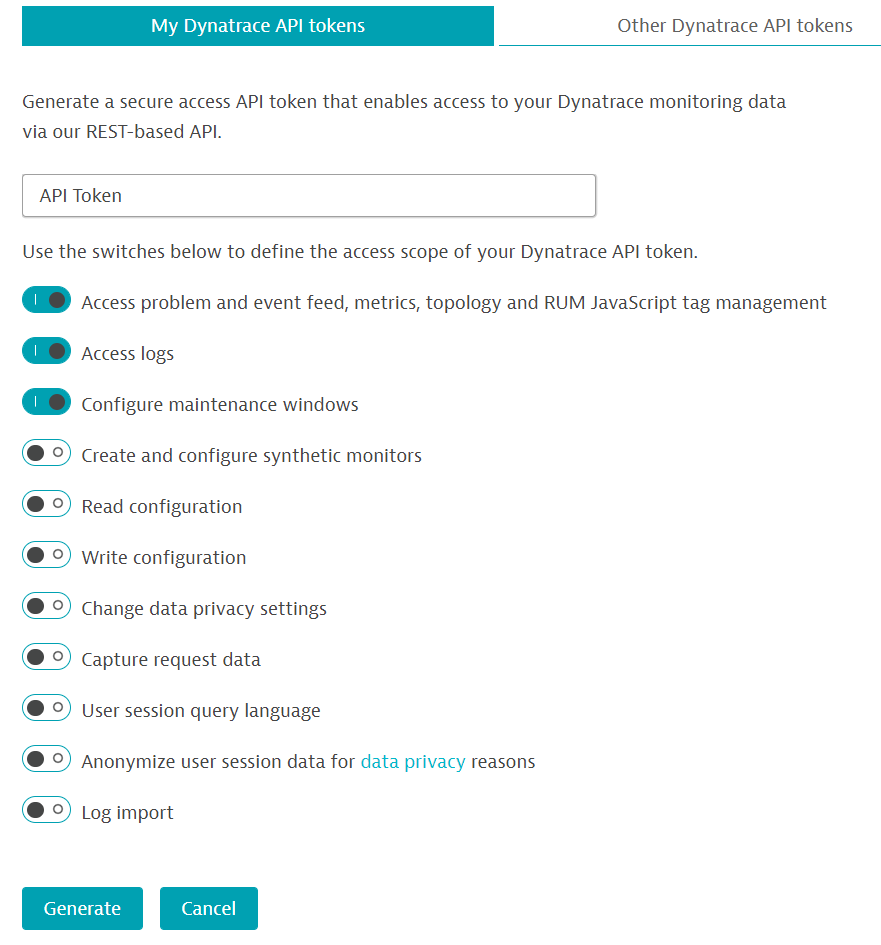 My Dynatrace API tokens
Other Dynatrace API tokens
Generate a secure access API token that enables access to your Dynatrace monitoring data
via our REST-based API.
API Token
Use the switches below to define the access scope of your Dynatrace API token.
Access problem and event feed, metrics, topology and RUM JavaScript tag management
Access logs
Configure maintenance windows
Create and configure synthetic monitors
Read configuration
Write configuration
Change data privacy settings
Capture request data
User session query language
Anonymize user session data for data privacy reasons
Log import
Generate
Cancel